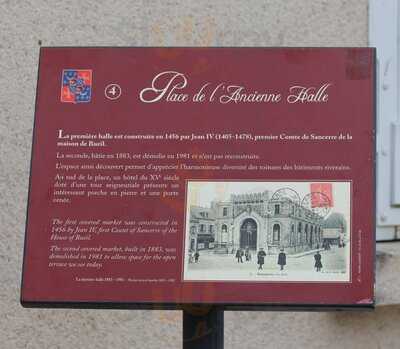 4
Place de l'Ancienne Halle
La première halle est construite en 1456 par Jean IV (1405-1478), premier Comte de Sancerre de la
maison de Bueil.
La seconde, bâtie en 1883, est démolie en 1981 et n'est pas reconstruite.
L'espace ainsi découvert permet d'apprécier l'harmonieuse diversité des toitures des bâtiments riverains.
Au sud de la place, un hôtel du XVe siècle
doté d'une tour seigneuriale présente un
intéressant porche en pierre et une porte
The first covered market was constructed in
1456 by Jean IV, first Count of Sancerre of the
House of Bueil.
The second covered market, built in 1883, was
demolished in 1981 to allow space for the open
terrace we see today.